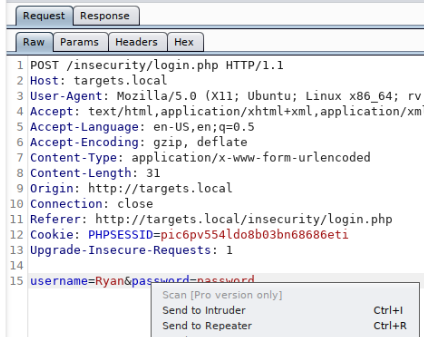 Request Response
Raw Params Headers Hex
1 POST /insecurity/login.php HTTP/1.1
2 Host: targets.local
3 User-Agent: Mozilla/5.0 (X11; Ubuntu; Linux x86_64; rv
4 Accept: text/html,application/xhtml+xml,application/xml
5 Accept-Language: en-US,en;q=0.5
6 Accept-Encoding: gzip, deflate
7 Content-Type: application/x-www-form-urlencoded
8 Content-Length: 31
9 Origin: http://targets.local
10 Connection: close
11 Referer: http://targets.local/insecurity/login.php
12 Cookie: PHPSESSID=pic6pv554ldo8b03bn68686eti
13 Upgrade-Insecure-Requests: 1
14
15 username=Ryan&password=password
Scan [Pro version only]
Send to Intruder Ctrl+I
Send to Repeater Ctrl+R